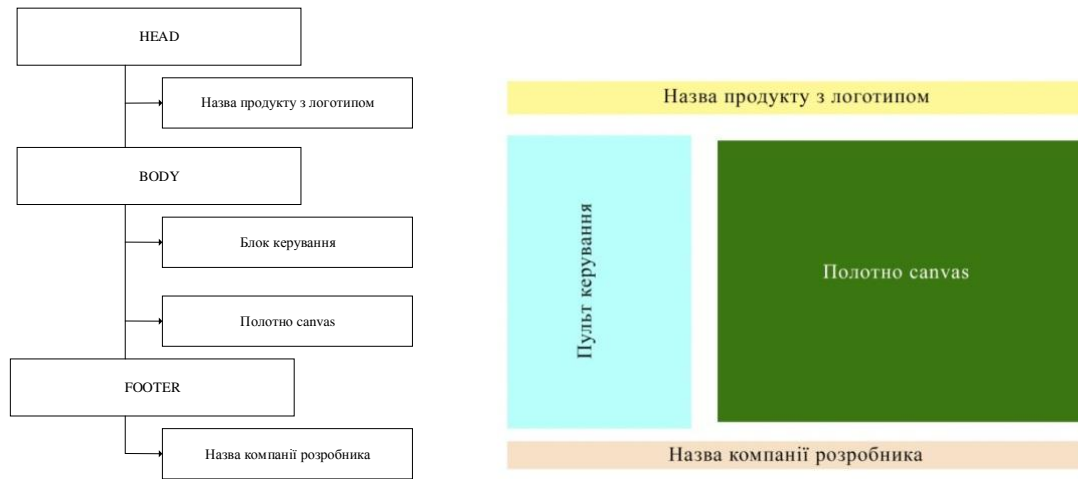 HEAD
Назва продукту з логотипом
BODY
Блок керування
Полотно canvas
FOOTER
Назва компанії розробника
Назва продукту з логотипом
Пульт керування
Полотно canvas
Назва компанії розробника